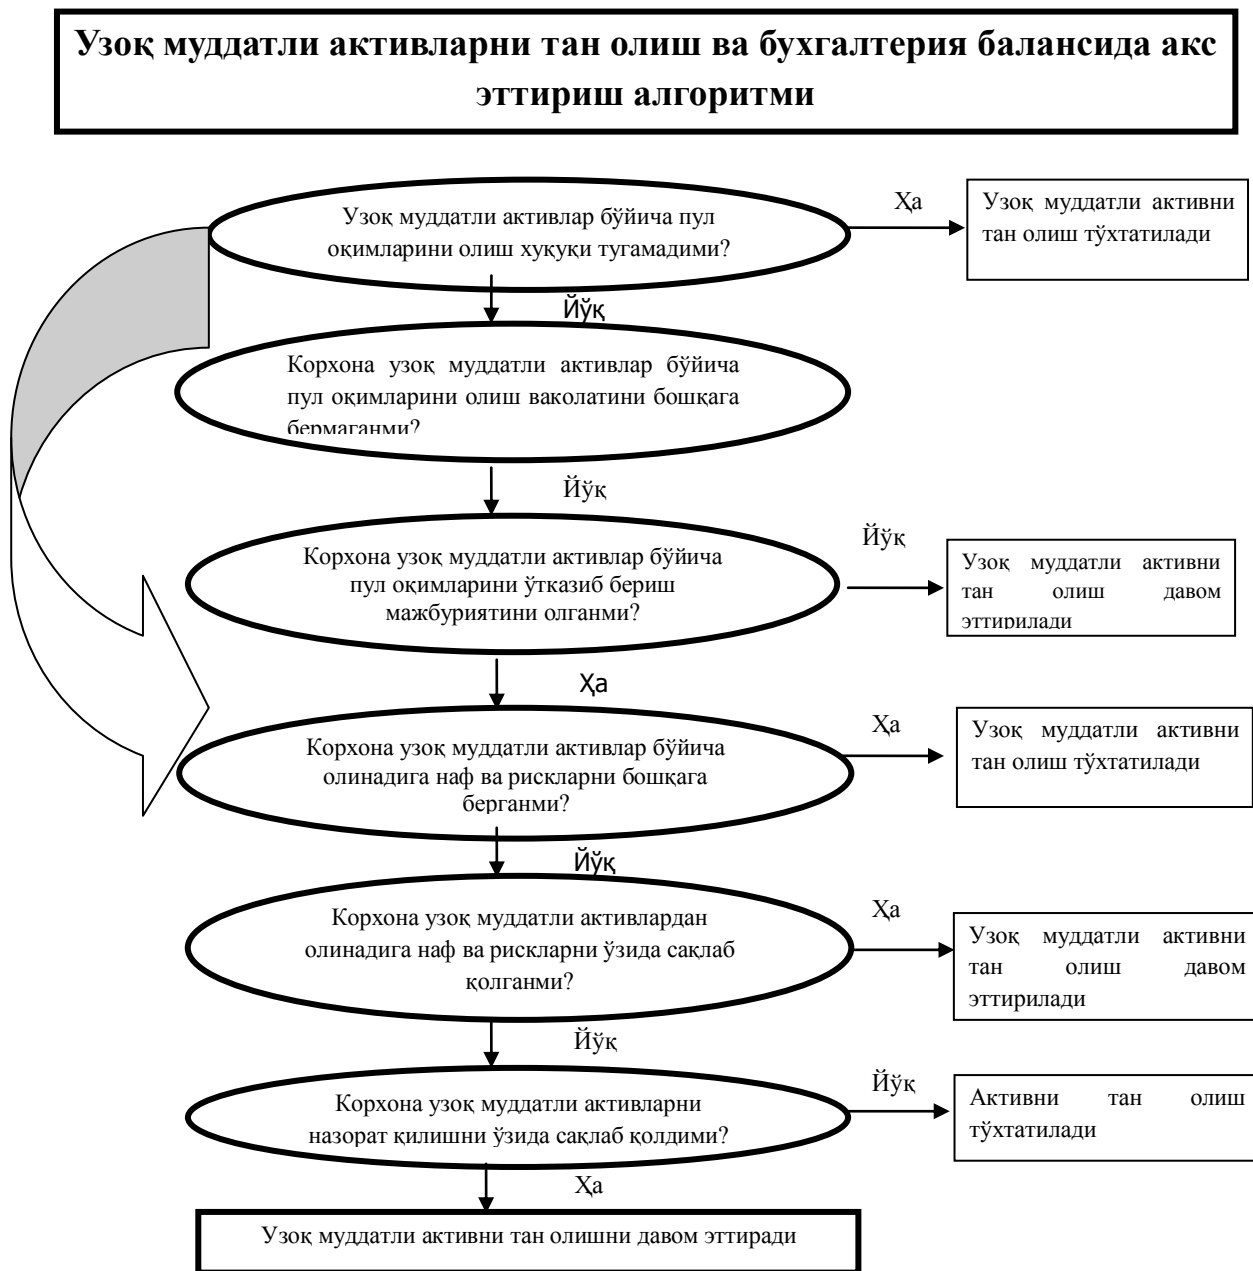 Узоқ муддатли активларни тан олиш ва бухгалтерия балансида акс
эттириш алгоритми
Узоқ муддатли активлар бўйича пул
оқимларини олиш хуқуқи тугамадими?
Ҳа
Узоқ муддатли активни
тан олиш тўхтатилади
Йўқ
Корхона узоқ муддатли активлар бўйича
пул оқимларини олиш ваколатини бошқага
бермаганми?
Йўқ
Корхона узоқ муддатли активлар бўйича
пул оқимларини ўтказиб бериш
мажбуриятини олганми?
Йўқ
Узоқ муддатли активни
тан олиш давом
эттирилади
Ҳа
Корхона узоқ муддатли активлар бўйича
олинадига наф ва рискларни бошқага
берганми?
Ҳа
Узоқ муддатли активни
тан олиш тўхтатилади
Йўқ
Корхона узоқ муддатли активлардан
олинадига наф ва рискларни ўзида сақлаб
қолганми?
Ҳа
Узоқ муддатли активни
тан олиш давом
эттирилади
Йўқ
Корхона узоқ муддатли активларни
назорат қилишни ўзида сақлаб қолдими?
Йўқ
Активни тан олиш
тўхтатилади
Ҳа
Узоқ муддатли активни тан олишни давом эттиради